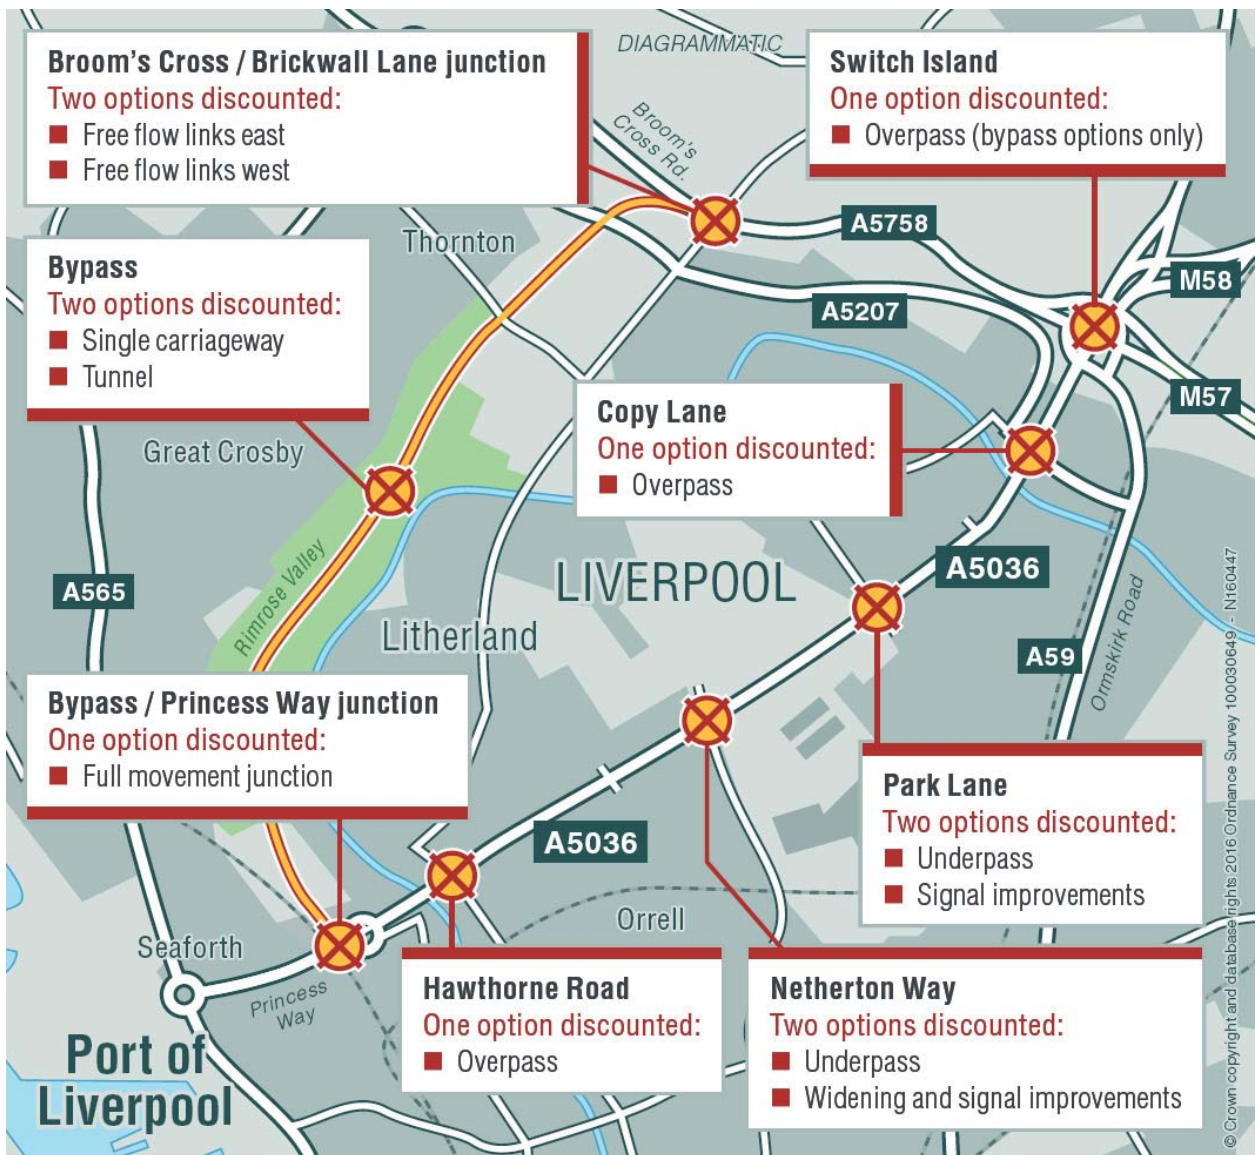 Broom's Cross / Brickwall Lane junction
Two options discounted:
Free flow links east
Free flow links west
DIAGRAMMATIC
Switch Island
One option discounted:
Overpass (bypass options only)
Broom's
Cross Rd.
Thornton
A5758
A5207
M58
M57
Bypass
Two options discounted:
Single carriageway
Tunnel
Copy Lane
One option discounted:
Overpass
Great Crosby
A565
Rimrose Valley
LIVERPOOL
Litherland
A5036
A59
Ormskirk Road
Bypass / Princess Way junction
One option discounted:
Full movement junction
Park Lane
Two options discounted:
Underpass
Signal improvements
A5036
Orrell
Seaforth
Princess
Way
Port of
Liverpool
Hawthorne Road
One option discounted:
Overpass
Netherton Way
Two options discounted:
Underpass
Widening and signal improvements
© Crown copyright and database rights 2016 Ordnance Survey 100030649 - N160447